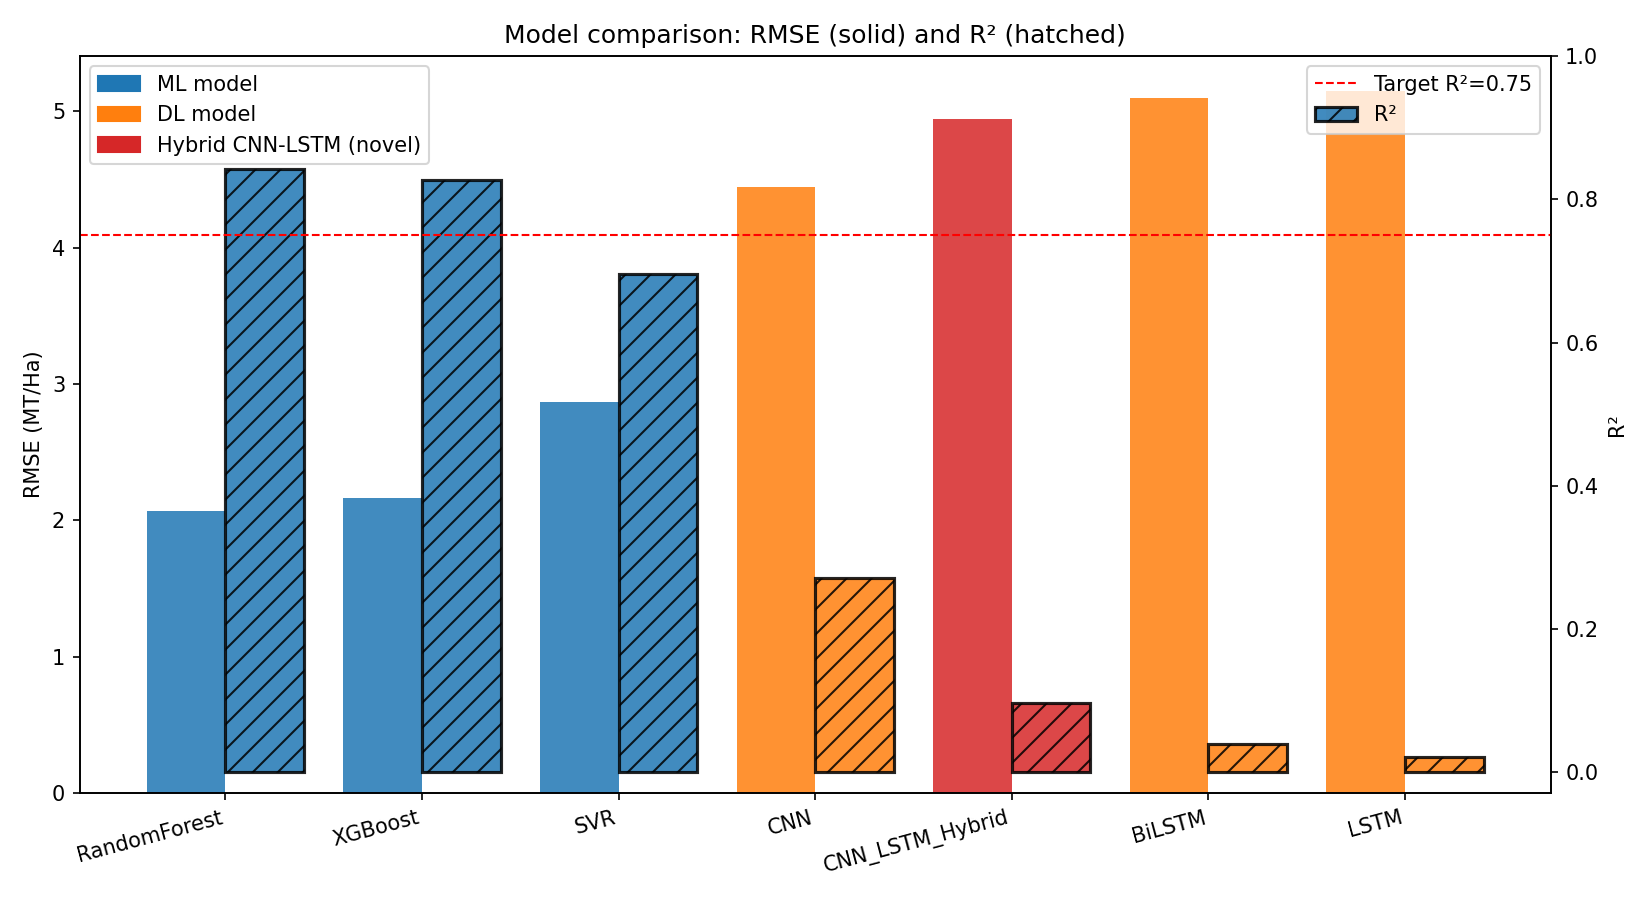 Model comparison: RMSE (solid) and R² (hatched)
ML model
DL model
Hybrid CNN-LSTM (novel)
Target R²=0.75
R²
RMSE (MT/Ha)
5
4
3
2
1
0
1.0
0.8
0.6
0.4
0.2
0.0
R²
RandomForest
XGBoost
SVR
CNN
CNN_LSTM_Hybrid
BiLSTM
LSTM